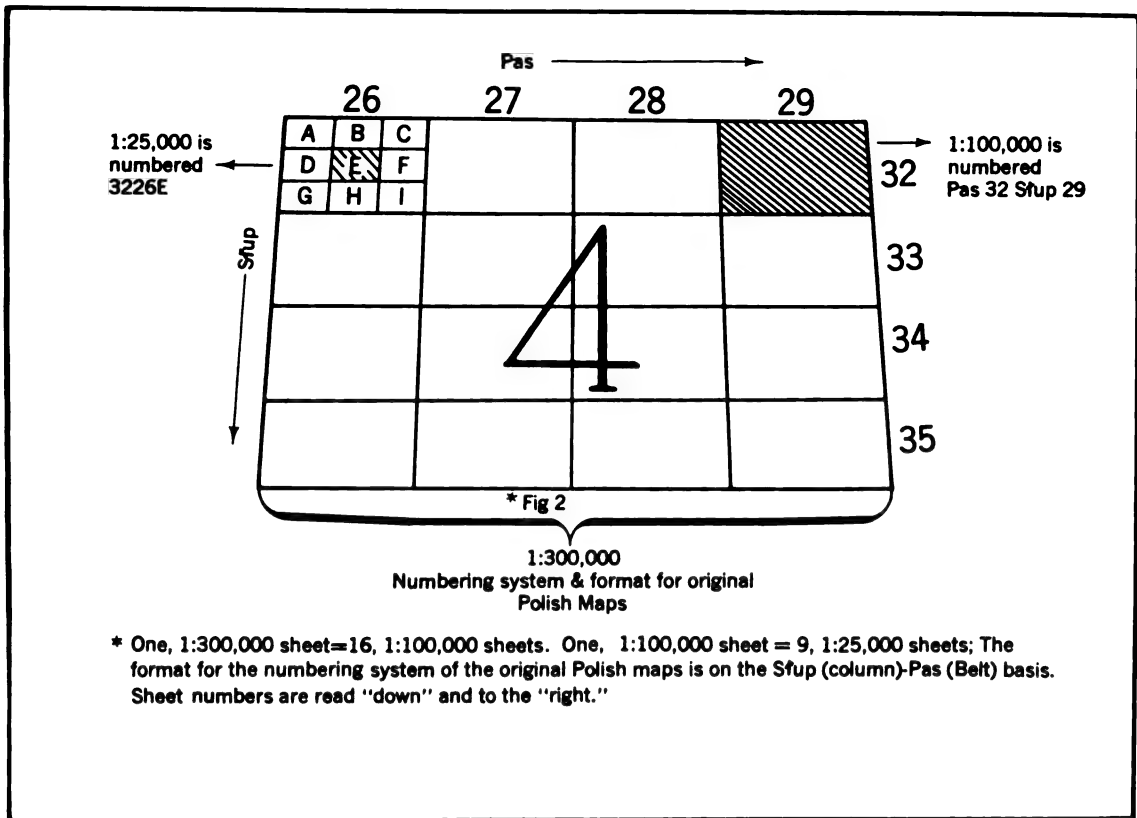 Pas
26 27 28 29
A B C
D E F
G H I
1:25,000 is
numbered
3226E
1:100,000 is
numbered
Pas 32 Sťup 29
32
33
34
35
Sťup
4
* Fig 2
1:300,000
Numbering system & format for original
Polish Maps
* One, 1:300,000 sheet=16, 1:100,000 sheets. One, 1:100,000 sheet = 9, 1:25,000 sheets; The
format for the numbering system of the original Polish maps is on the Sťup (column)-Pas (Belt) basis.
Sheet numbers are read "down" and to the "right."